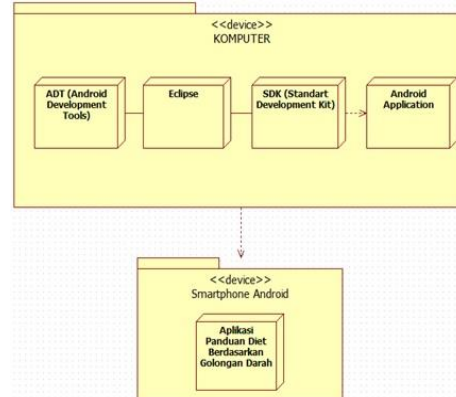 <<device>>
KOMPUTER
ADT (Android
Development
Tools)
Eclipse
SDK (Standart
Development Kit)
Android
Application
<<device>>
Smartphone Android
Aplikasi
Panduan Diet
Berdasarkan
Golongan Darah